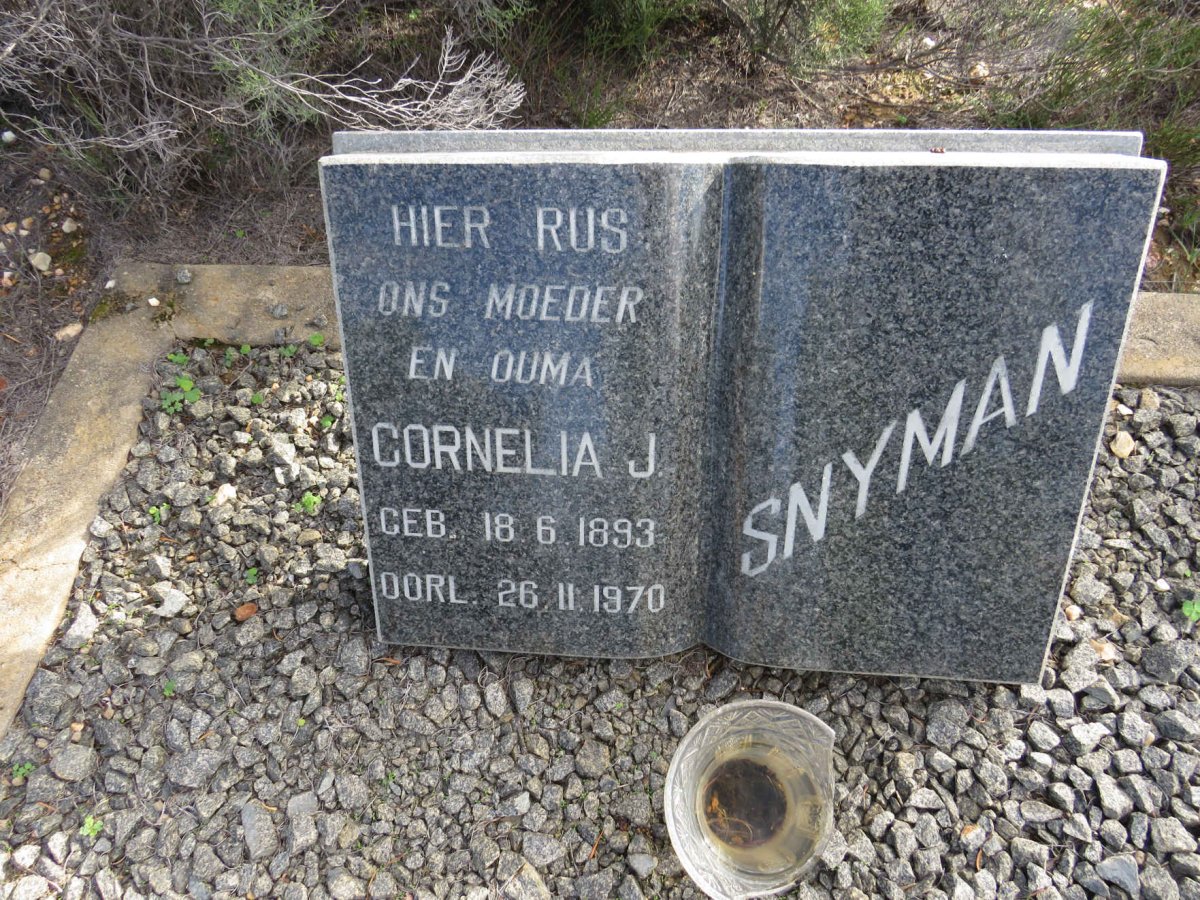 HIER RUS
ONS MOEDER
EN OUMA
CORNELIA J.
GEB. 18.6.1893
OORL. 26.11.1970
SNYMAN